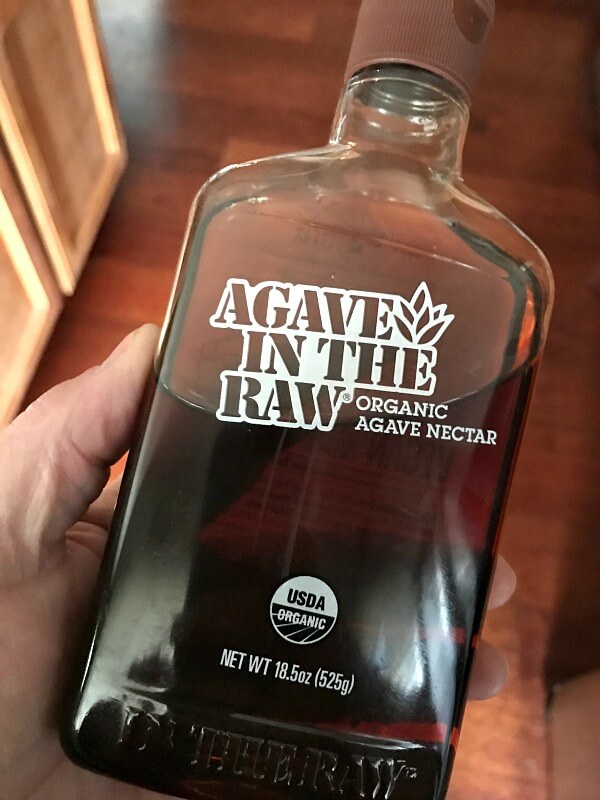 AGAVE
IN THE
RAW®
ORGANIC
AGAVE NECTAR
USDA
ORGANIC
NET WT 18.5oz (525g)
IN THE RAW®